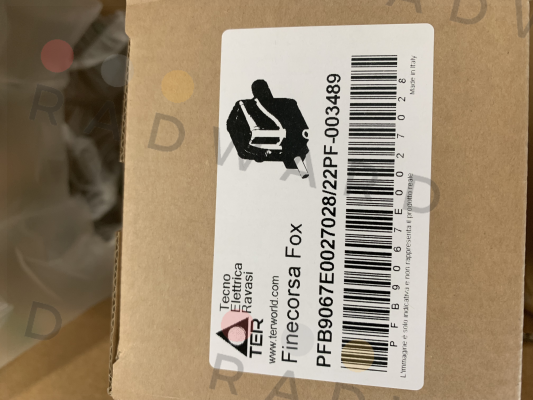 TER
Tecno
Elettrica
Ravasi
www.terworld.com
Finecorsa Fox
PFB9067E0027028/22PF-003489
P F B 9 0 6 7 E 0 0 2 7 0 2 8
L'immagine è solo indicativa e non rappresenta il prodotto reale
Made in Italy